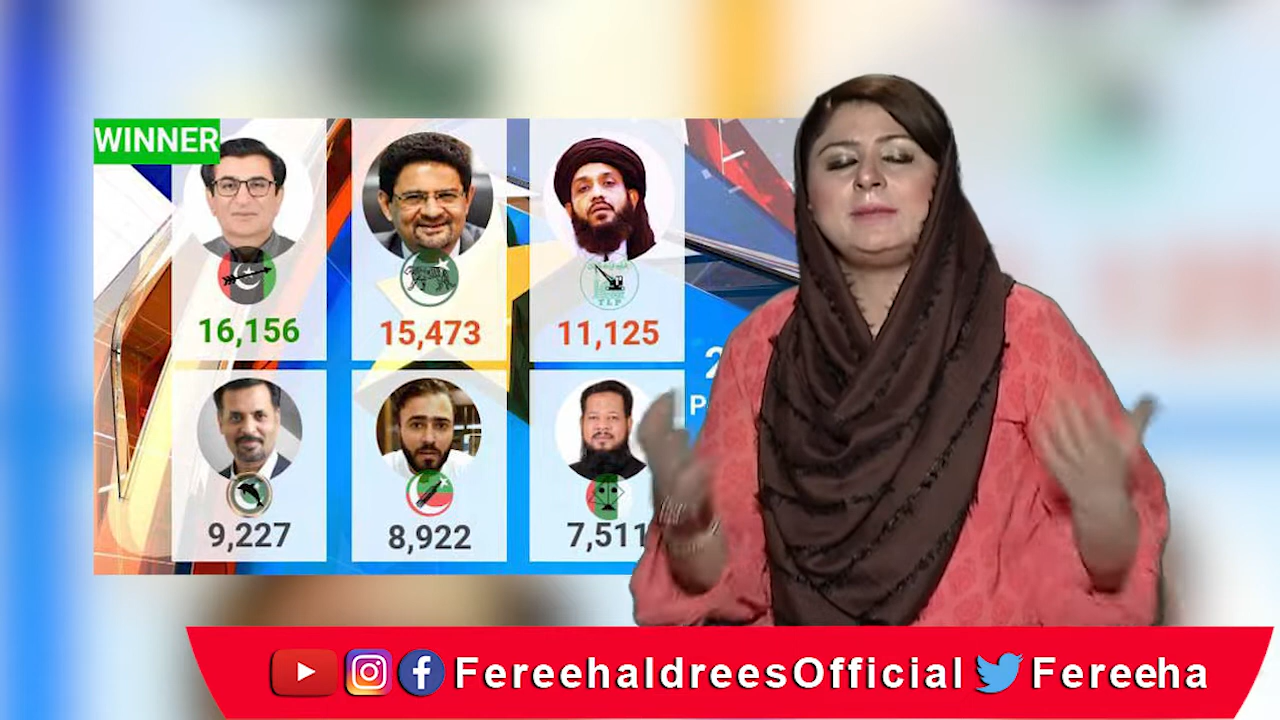 WINNER
16,156
15,473
11,125
TLP
9,227
8,922
7,511
FereehaIdreesOfficial
Fereeha